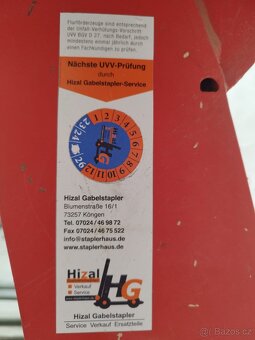 Flurförderzeuge sind entsprechend
der Unfall Verhütungs-Vorschrift
UVV BGV D 27, nach Bedarf, jedoch
mindestens einmal jährlich durch
einen Fachkundigen zu prüfen.
Nächste UVV-Prüfung
durch
Hizal Gabelstapler-Service
23/24
26
1 2 3 4 5 6 7 8 9 10 11 12
Hizal Gabelstapler
Blumenstraße 16/1
73257 Köngen
Tel. 07024/46 98 72
Fax 07024/46 75 522
info@staplerhaus.de
www.staplerhaus.de
Hizal
Verkauf
Service
www.staplerhaus.de
HG
Hizal Gabelstapler
Service Verkauf Ersatzteile
Bazoš.cz